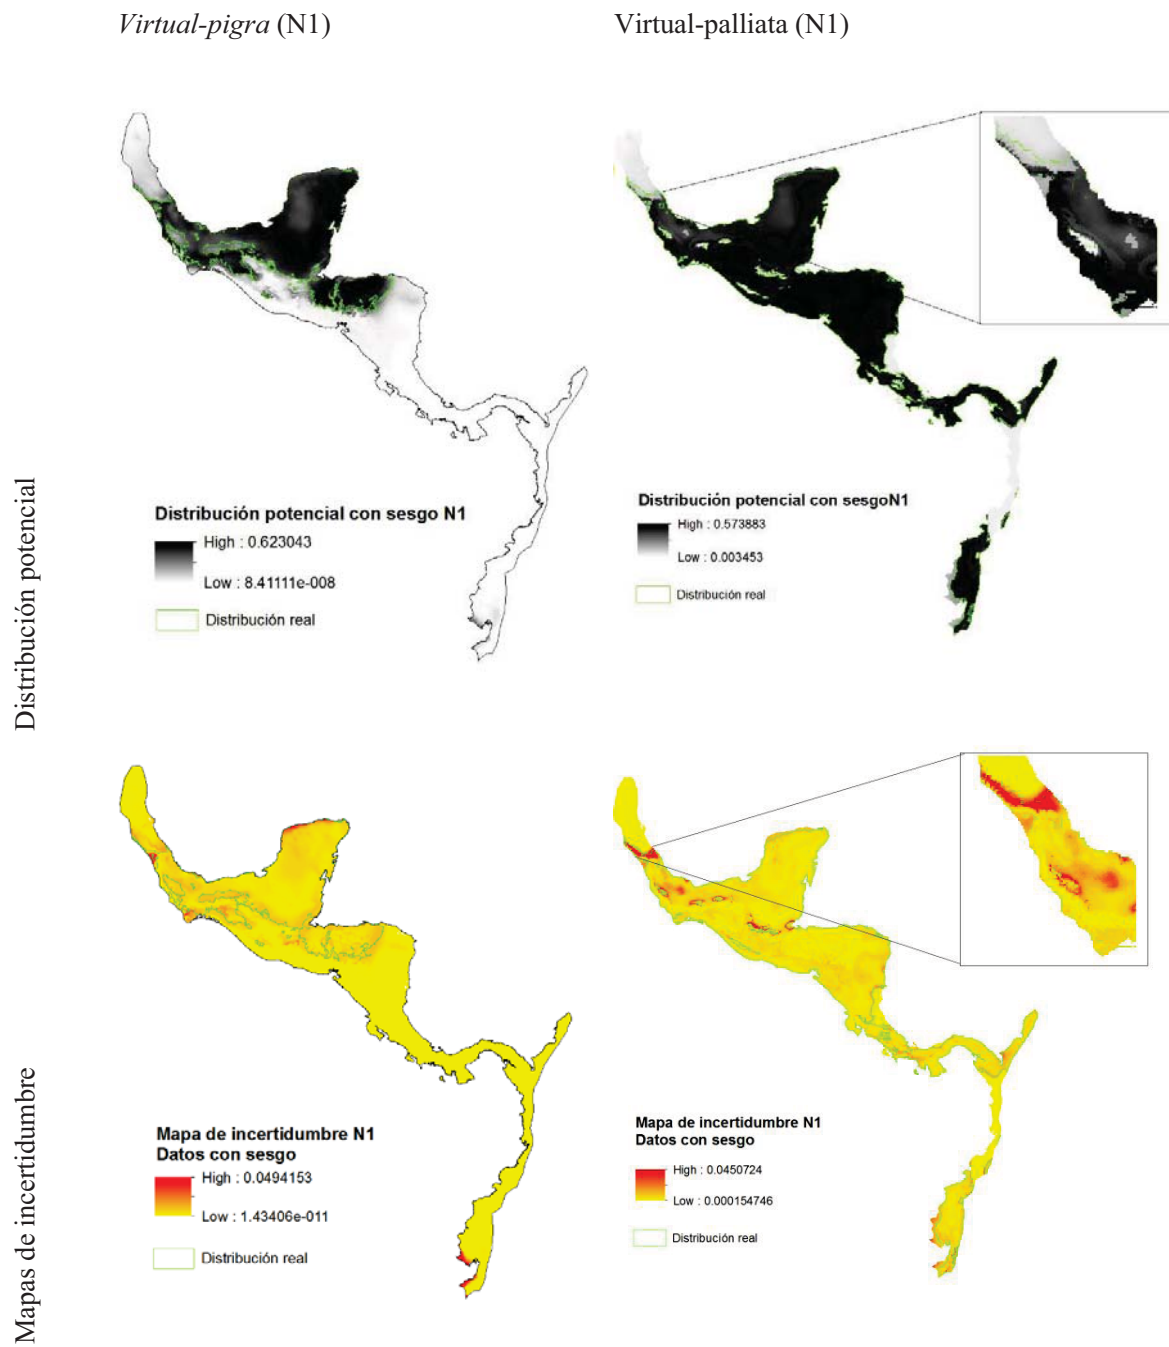 Virtual-pigra (N1)
Virtual-palliata (N1)
Distribución potencial
Distribución potencial con sesgo N1
High : 0.623043
Low : 8.41111e-008
Distribución real
Distribución potencial con sesgoN1
High : 0.573883
Low : 0.003453
Distribución real
Mapas de incertidumbre
Mapa de incertidumbre N1
Datos con sesgo
High : 0.0494153
Low : 1.43406e-011
Distribución real
Mapa de incertidumbre N1
Datos con sesgo
High : 0.0450724
Low : 0.000154746
Distribución real